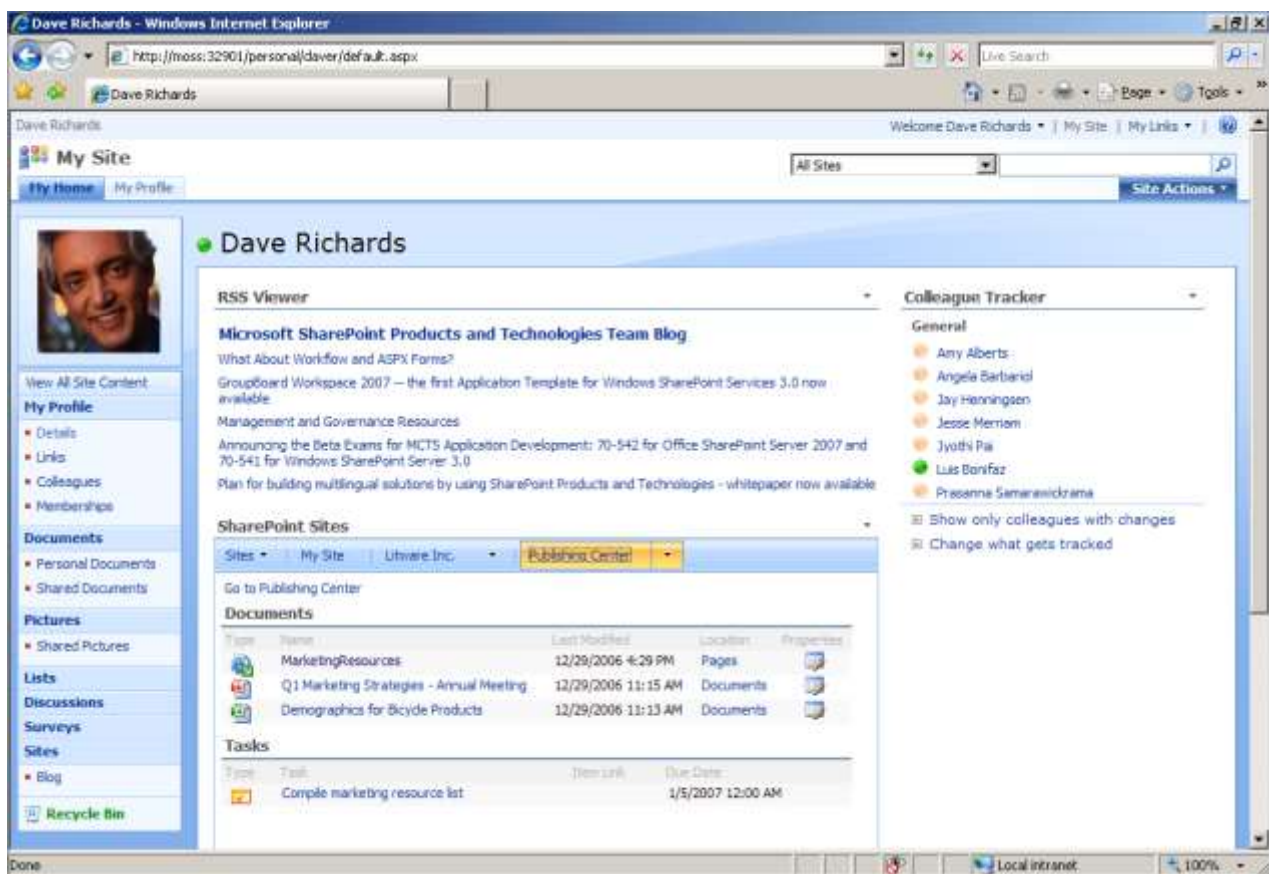 Dave Richards - Windows Internet Explorer
http://moss:32901/personal/daver/default.aspx
Live Search
Dave Richards
Page
Tools
Dave Richards
Welcome Dave Richards | My Site | My Links |
My Site
All Sites
My Home
My Profile
Site Actions
Dave Richards
View All Site Content
My Profile
Details
Links
Colleagues
Memberships
Documents
Personal Documents
Shared Documents
Pictures
Shared Pictures
Lists
Discussions
Surveys
Sites
Blog
Recycle Bin
RSS Viewer
Microsoft SharePoint Products and Technologies Team Blog
What About Workflow and ASPX Forms?
GroupBoard Workspace 2007 -- the first Application Template for Windows SharePoint Services 3.0 now
available
Management and Governance Resources
Announcing the Beta Exams for MCTS Application Development: 70-542 for Office SharePoint Server 2007 and
70-541 for Windows SharePoint Server 3.0
Plan for building multilingual solutions by using SharePoint Products and Technologies - whitepaper now available
SharePoint Sites
Sites
My Site
Litware Inc.
Publishing Center
Go to Publishing Center
Documents
Type Name Last Modified Location Properties
MarketingResources 12/29/2006 4:29 PM Pages
Q1 Marketing Strategies - Annual Meeting 12/29/2006 11:15 AM Documents
Demographics for Bicycle Products 12/29/2006 11:13 AM Documents
Tasks
Type Task Item Link Due Date
Compile marketing resource list 1/5/2007 12:00 AM
Colleague Tracker
General
Amy Alberts
Angela Barbariol
Jay Henningsen
Jesse Merriam
Jyothi Pai
Luis Bonifaz
Prasanna Samarawickrama
Show only colleagues with changes
Change what gets tracked
Done
Local intranet
100%